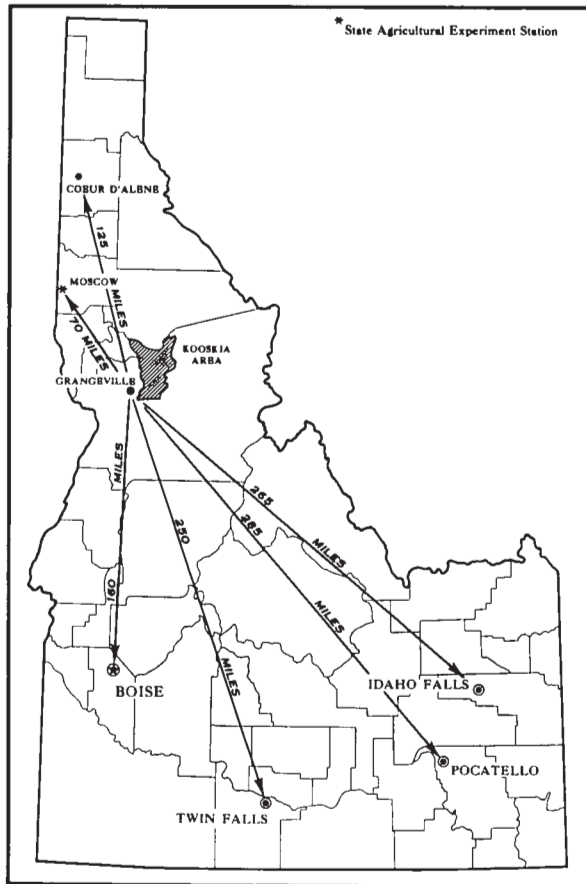 *State Agricultural Experiment Station
COEUR D'ALENE
125
MILES
MOSCOW
*
70 MILES
KOOSKIA
AREA
GRANGEVILLE
MILES
160
250
MILES
265
MILES
285
MILES
BOISE
IDAHO FALLS
POCATELLO
TWIN FALLS